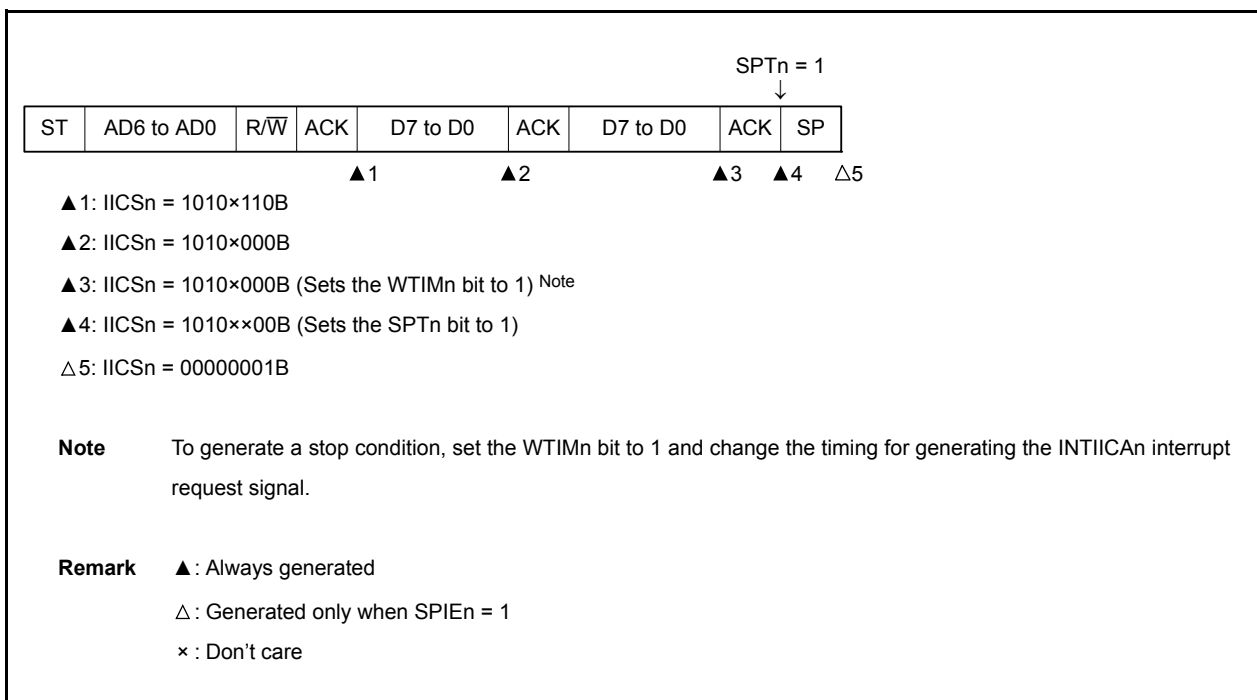 SPTn = 1
↓
ST AD6 to AD0 R/W̅ ACK D7 to D0 ACK D7 to D0 ACK SP
▲1 ▲2 ▲3 ▲4 △5
▲1: IICSn = 1010×110B
▲2: IICSn = 1010×000B
▲3: IICSn = 1010×000B (Sets the WTIMn bit to 1) Note
▲4: IICSn = 1010××00B (Sets the SPTn bit to 1)
△5: IICSn = 00000001B
Note To generate a stop condition, set the WTIMn bit to 1 and change the timing for generating the INTIICAn interrupt
request signal.
Remark ▲: Always generated
△: Generated only when SPIEn = 1
× : Don't care